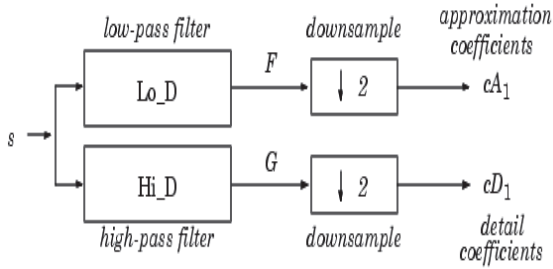 low-pass filter
downsample
approximation
coefficients
Lo_D
F
↓ 2
cA₁
s
Hi_D
G
↓ 2
cD₁
high-pass filter
downsample
detail
coefficients